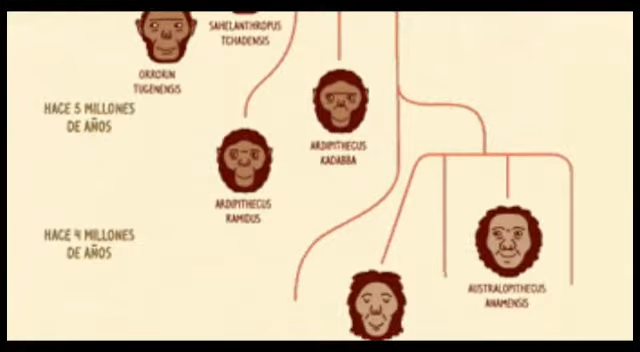 SAHELANTHROPUS
TCHADENSIS
ORRORIN
TUGENENSIS
HACE 5 MILLONES
DE AÑOS
ARDIPITHECUS
KADABBA
ARDIPITHECUS
RAMIDUS
HACE 4 MILLONES
DE AÑOS
AUSTRALOPITHECUS
ANAMENSIS